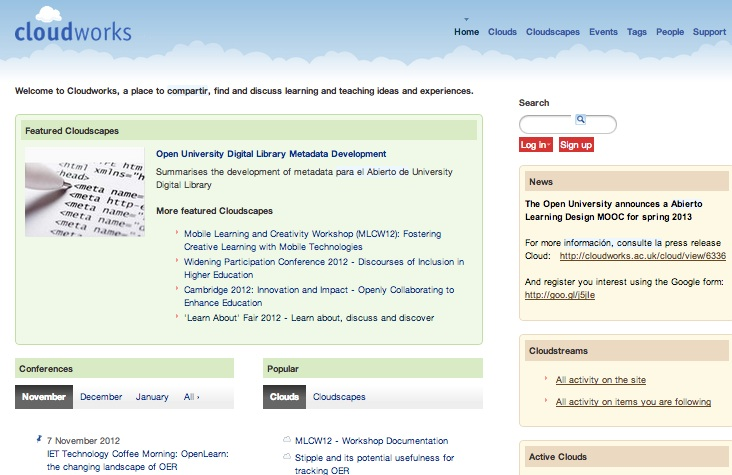 cloudworks
Home Clouds Cloudscapes Events Tags People Support
Welcome to Cloudworks, a place to compartir, find and discuss learning and teaching ideas and experiences.
Featured Cloudscapes
<html
xmlns="h
head>
<meta name=
<meta http-e
<meta name=
<meta name=
Open University Digital Library Metadata Development
Summarises the development of metadata para el Abierto de University
Digital Library
More featured Cloudscapes
Mobile Learning and Creativity Workshop (MLCW12): Fostering
Creative Learning with Mobile Technologies
Widening Participation Conference 2012 - Discourses of Inclusion in
Higher Education
Cambridge 2012: Innovation and Impact - Openly Collaborating to
Enhance Education
'Learn About' Fair 2012 - Learn about, discuss and discover
Conferences
November December January All ›
7 November 2012
IET Technology Coffee Morning: OpenLearn:
the changing landscape of OER
Popular
Clouds Cloudscapes
MLCW12 - Workshop Documentation
Stipple and its potential usefulness for
tracking OER
Search
Log in Sign up
News
The Open University announces a Abierto
Learning Design MOOC for spring 2013
For more información, consulte la press release
Cloud: http://cloudworks.ac.uk/cloud/view/6336
And register you interest using the Google form:
http://goo.gl/j5jIe
Cloudstreams
All activity on the site
All activity on items you are following
Active Clouds